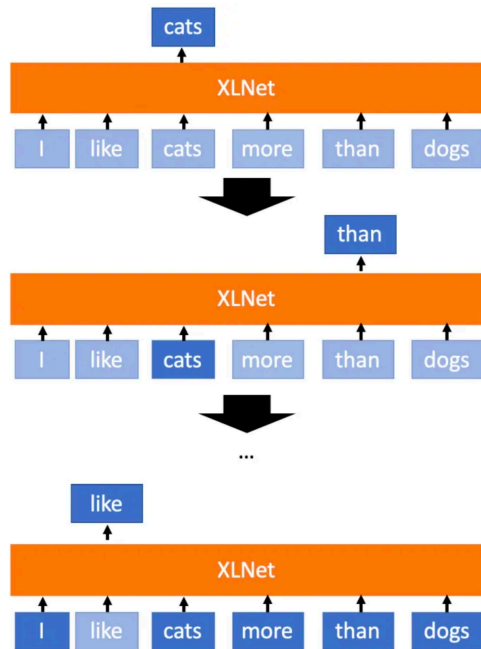 cats
XLNet
I like cats more than dogs
than
XLNet
I like cats more than dogs
...
like
XLNet
I like cats more than dogs